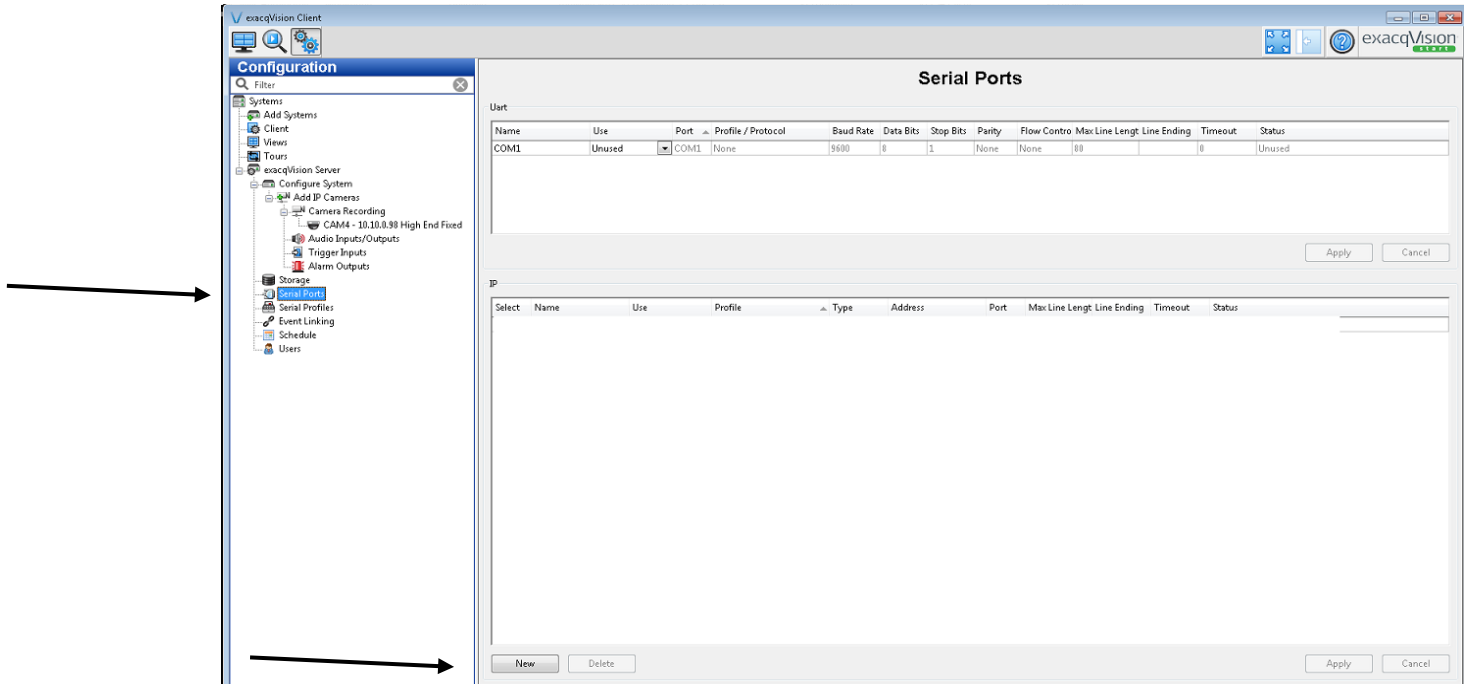 exacqVision Client
exacqVision
start
Configuration
Filter
Systems
Add Systems
Client
Views
Tours
exacqVision Server
Configure System
Add IP Cameras
Camera Recording
CAM4 - 10.10.0.98 High End Fixed
Audio Inputs/Outputs
Trigger Inputs
Alarm Outputs
Storage
Serial Ports
Serial Profiles
Event Linking
Schedule
Users
Serial Ports
Uart
Name Use Port Profile / Protocol Baud Rate Data Bits Stop Bits Parity Flow Contro Max Line Lengt Line Ending Timeout Status
COM1 Unused COM1 None 9600 8 1 None None 80 0 Unused
Apply Cancel
IP
Select Name Use Profile Type Address Port Max Line Lengt Line Ending Timeout Status
New Delete Apply Cancel